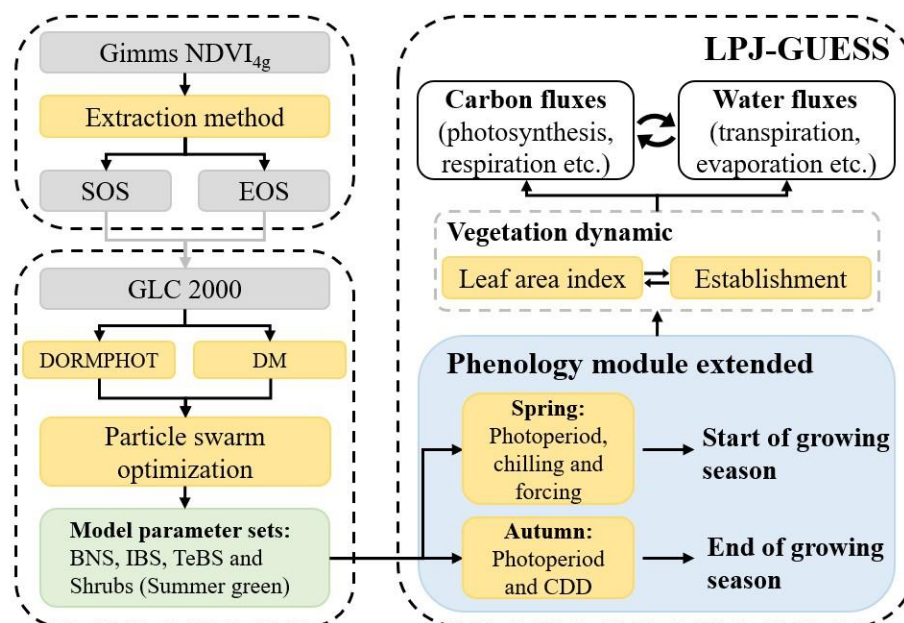 Gimms NDVI4g
Extraction method
SOS
EOS
GLC 2000
DORMPHOT
DM
Particle swarm
optimization
Model parameter sets:
BNS, IBS, TeBS and
Shrubs (Summer green)
LPJ-GUESS
Carbon fluxes
(photosynthesis,
respiration etc.)
Water fluxes
(transpiration,
evaporation etc.)
Vegetation dynamic
Leaf area index
Establishment
Phenology module extended
Spring:
Photoperiod,
chilling and
forcing
Start of growing
season
Autumn:
Photoperiod
and CDD
End of growing
season